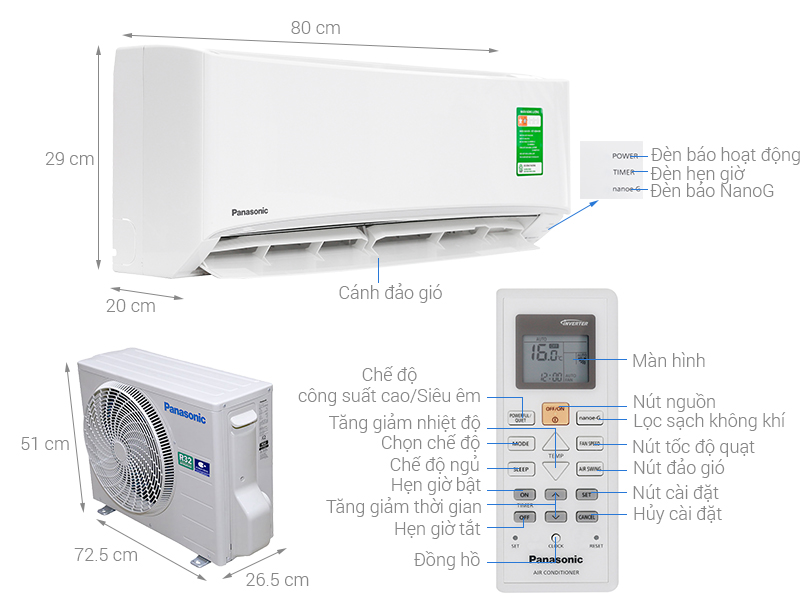 80 cm
29 cm
20 cm
Panasonic
POWER
TIMER
nanoe-G
Đèn báo hoạt động
Đèn hẹn giờ
Đèn báo NanoG
Cánh đảo gió
51 cm
72.5 cm
26.5 cm
Panasonic
R32
INVERTER
AUTO
16.0°C
12:00
AUTO
Màn hình
Chế độ
công suất cao/Siêu êm
Tăng giảm nhiệt độ
Chọn chế độ
Chế độ ngủ
Hẹn giờ bật
Tăng giảm thời gian
Hẹn giờ tắt
Đồng hồ
POWERFUL/
QUIET
OFF/ON
nanoe-G
MODE
TEMP
FAN SPEED
SLEEP
AIR SWING
ON
TIMER
SET
OFF
CANCEL
SET
CLOCK
RESET
Panasonic
AIR CONDITIONER
Nút nguồn
Lọc sạch không khí
Nút tốc độ quạt
Nút đảo gió
Nút cài đặt
Hủy cài đặt